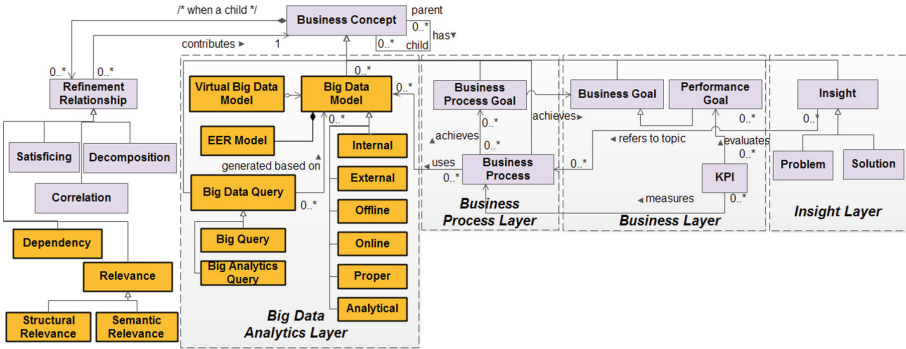 /* when a child */
Business Concept
parent
0..*
has
0..*
child
contributes
1
0..*
0..*
0..*
Refinement
Relationship
Satisficing
Decomposition
Correlation
Dependency
Relevance
Structural
Relevance
Semantic
Relevance
Virtual Big Data
Model
0..*
Big Data
Model
0..*
0..*
EER Model
generated based on
Big Data Query
0..*
Big Query
Big Analytics
Query
Internal
External
Offline
Online
Proper
Analytical
Big Data
Analytics Layer
Business
Process Goal
0..*
achieves
0..*
uses
0..*
Business
Process
0..*
Business
Process Layer
Business Goal
achieves
Performance
Goal
0..*
refers to topic
evaluates
0..*
KPI
0..*
measures
Business Layer
Insight
0..*
Problem
Solution
Insight Layer